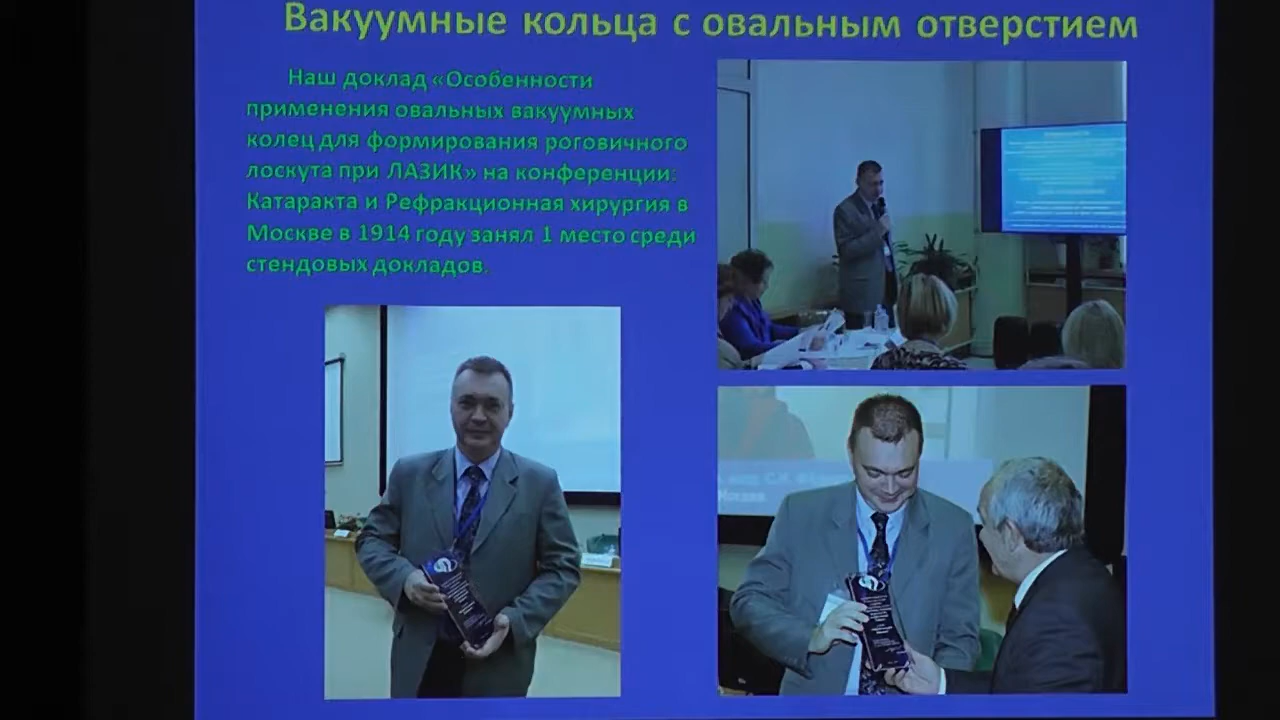 Вакуумные кольца с овальным отверстием
Наш доклад «Особенности
применения овальных вакуумных
колец для формирования роговичного
лоскута при ЛАЗИК» на конференции:
Катаракта и Рефракционная хирургия в
Москве в 1914 году занял 1 место среди
стендовых докладов.